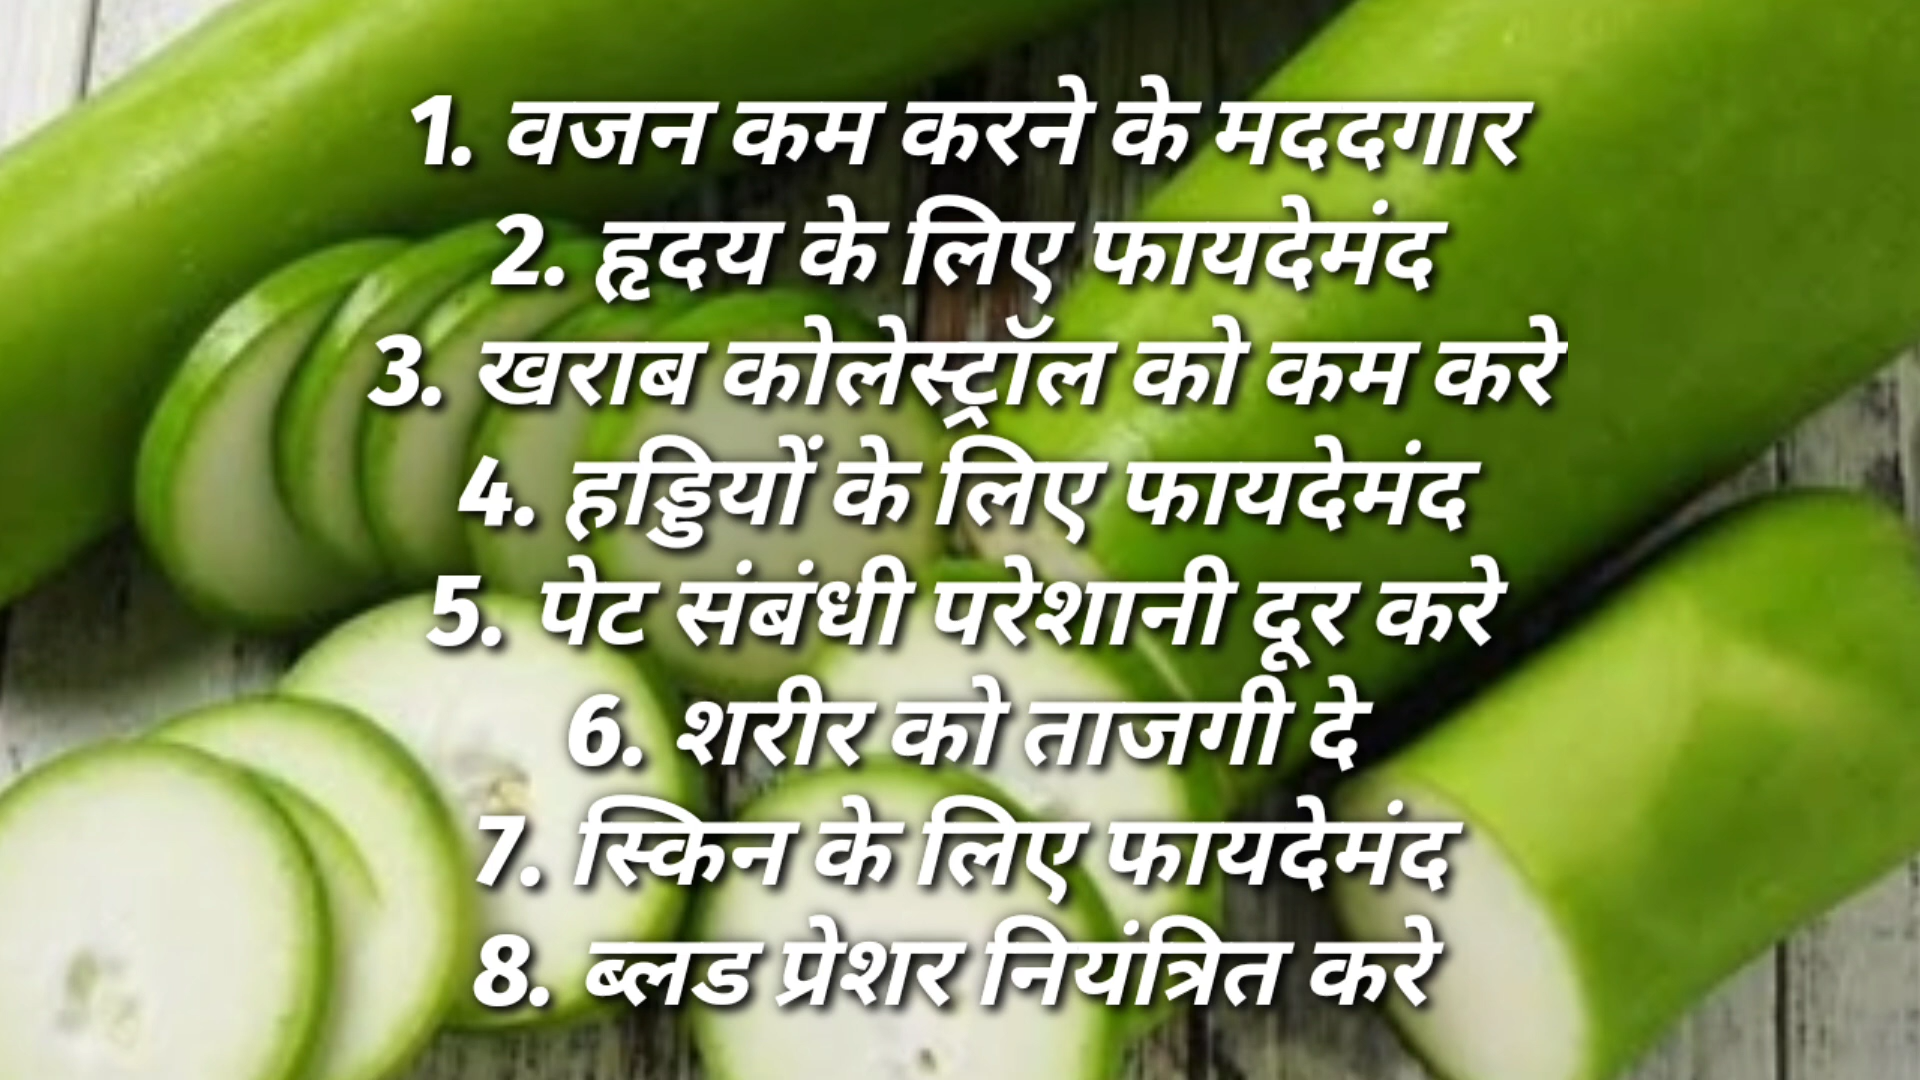 1. वजन कम करने के मददगार
2. हृदय के लिए फायदेमंद
3. खराब कोलेस्ट्रॉल को कम करे
4. हड्डियों के लिए फायदेमंद
5. पेट संबंधी परेशानी दूर करे
6. शरीर को ताजगी दे
7. स्किन के लिए फायदेमंद
8. ब्लड प्रेशर नियंत्रित करे